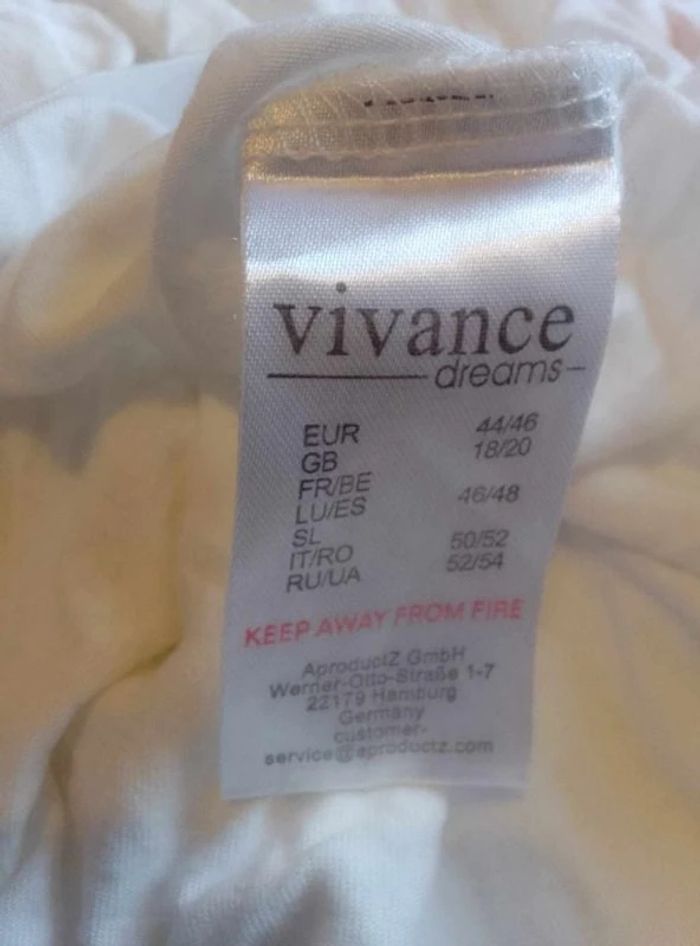 vivance
dreams
EUR 44/46
GB 18/20
FR/BE
LU/ES 46/48
SL
IT/RO 50/52
RU/UA 52/54
KEEP AWAY FROM FIRE
AproductZ GmbH
Werner-Otto-Straße 1-7
22179 Hamburg
Germany
customer-
service@aproductz.com